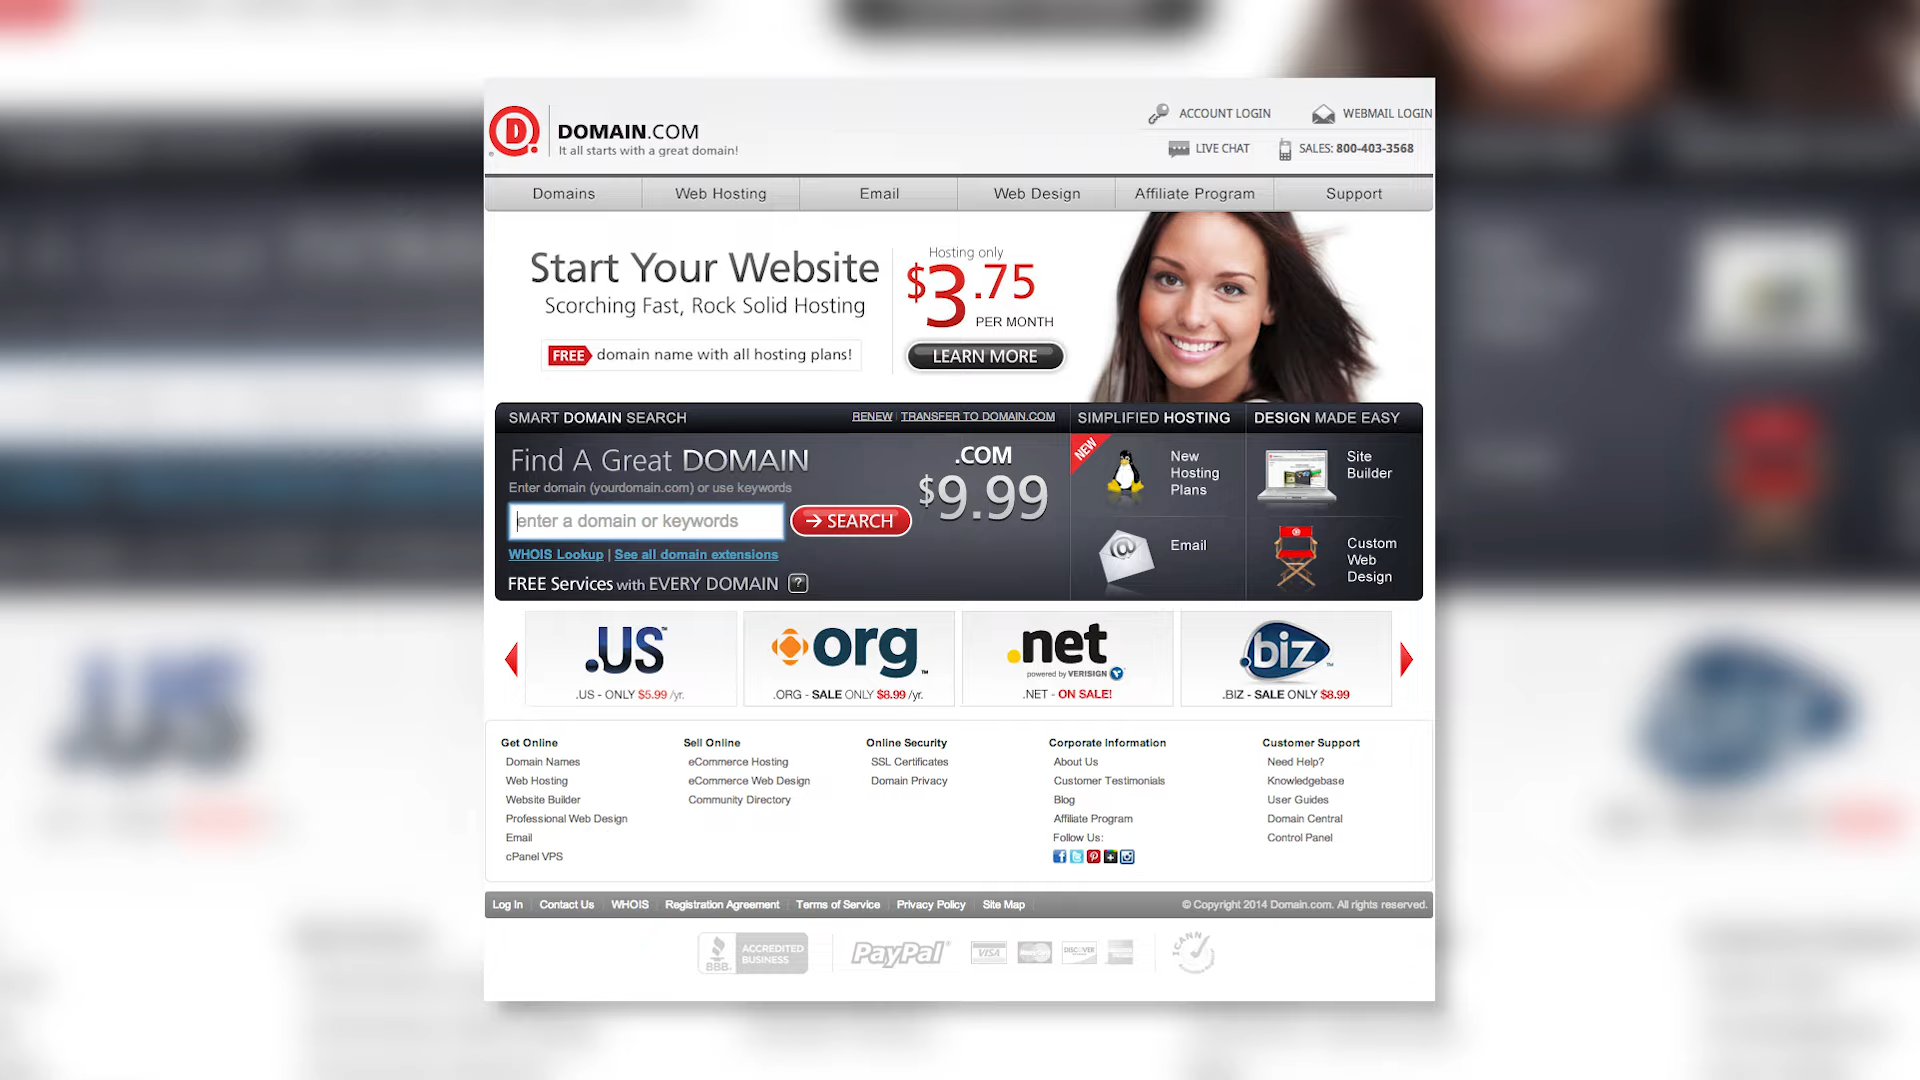 ACCOUNT LOGIN
WEBMAIL LOGIN
DOMAIN.COM
It all starts with a great domain!
LIVE CHAT
SALES: 800-403-3568
Domains
Web Hosting
Email
Web Design
Affiliate Program
Support
Start Your Website
Scorching Fast, Rock Solid Hosting
FREE domain name with all hosting plans!
Hosting only
$3.75
PER MONTH
LEARN MORE
SMART DOMAIN SEARCH
RENEW | TRANSFER TO DOMAIN.COM
Find A Great DOMAIN
Enter domain (yourdomain.com) or use keywords
enter a domain or keywords
SEARCH
.COM
$9.99
WHOIS Lookup | See all domain extensions
FREE Services with EVERY DOMAIN ?
SIMPLIFIED HOSTING
NEW
New
Hosting
Plans
Email
DESIGN MADE EASY
Site
Builder
Custom
Web
Design
.US™
.US - ONLY $5.99 /yr.
org™
.ORG - SALE ONLY $8.99 /yr.
.net
powered by VERISIGN
.NET - ON SALE!
.biz™
.BIZ - SALE ONLY $8.99
Get Online
Domain Names
Web Hosting
Website Builder
Professional Web Design
Email
cPanel VPS
Sell Online
eCommerce Hosting
eCommerce Web Design
Community Directory
Online Security
SSL Certificates
Domain Privacy
Corporate Information
About Us
Customer Testimonials
Blog
Affiliate Program
Follow Us:
Customer Support
Need Help?
Knowledgebase
User Guides
Domain Central
Control Panel
Log In
Contact Us
WHOIS
Registration Agreement
Terms of Service
Privacy Policy
Site Map
© Copyright 2014 Domain.com. All rights reserved.
BBB
ACCREDITED
BUSINESS
PayPal
VISA
MasterCard
DISCOVER
ICANN